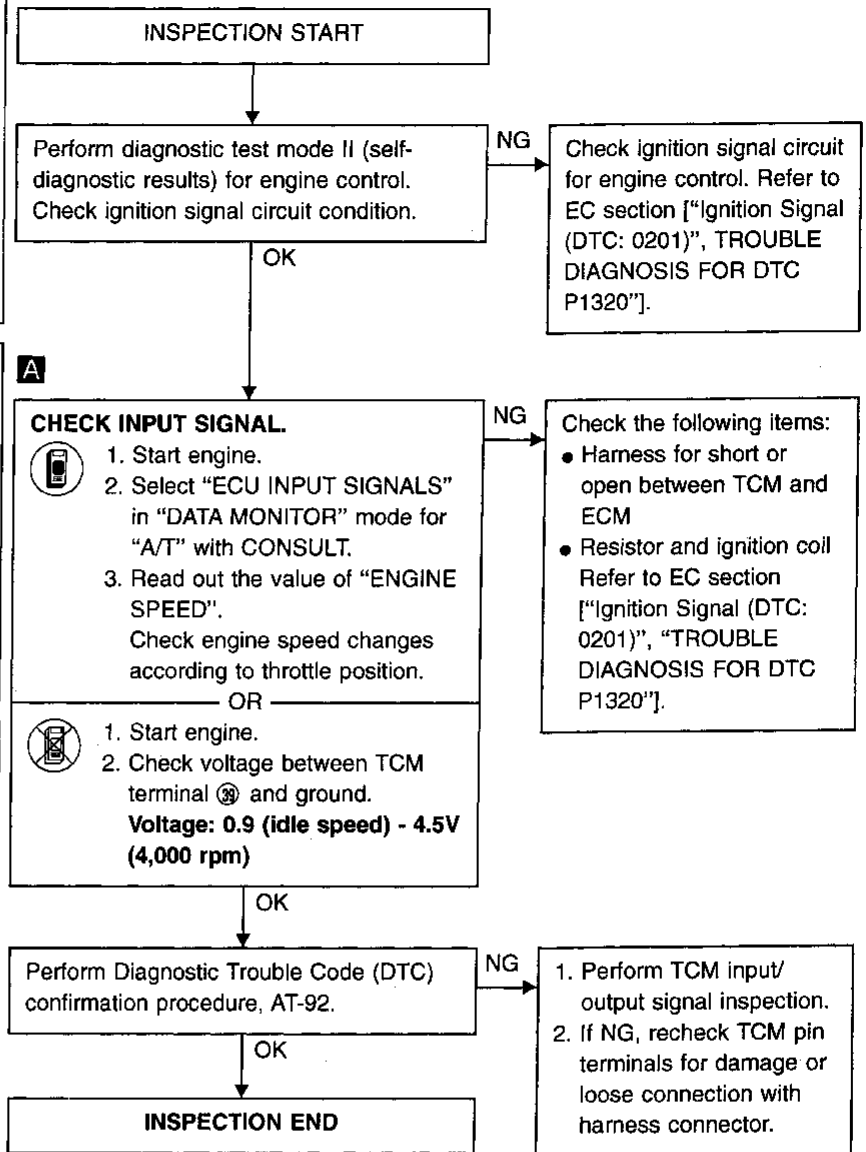 INSPECTION START
Perform diagnostic test mode II (self-
diagnostic results) for engine control.
Check ignition signal circuit condition.
NG
Check ignition signal circuit
for engine control. Refer to
EC section ["Ignition Signal
(DTC: 0201)", TROUBLE
DIAGNOSIS FOR DTC
P1320"].
OK
A
CHECK INPUT SIGNAL.
1. Start engine.
2. Select "ECU INPUT SIGNALS"
in "DATA MONITOR" mode for
"A/T" with CONSULT.
3. Read out the value of "ENGINE
SPEED".
Check engine speed changes
according to throttle position.
OR
1. Start engine.
2. Check voltage between TCM
terminal ㊴ and ground.
Voltage: 0.9 (idle speed) - 4.5V
(4,000 rpm)
NG
Check the following items:
● Harness for short or
open between TCM and
ECM
● Resistor and ignition coil
Refer to EC section
["Ignition Signal (DTC:
0201)", "TROUBLE
DIAGNOSIS FOR DTC
P1320"].
OK
Perform Diagnostic Trouble Code (DTC)
confirmation procedure, AT-92.
NG
1. Perform TCM input/
output signal inspection.
2. If NG, recheck TCM pin
terminals for damage or
loose connection with
harness connector.
OK
INSPECTION END